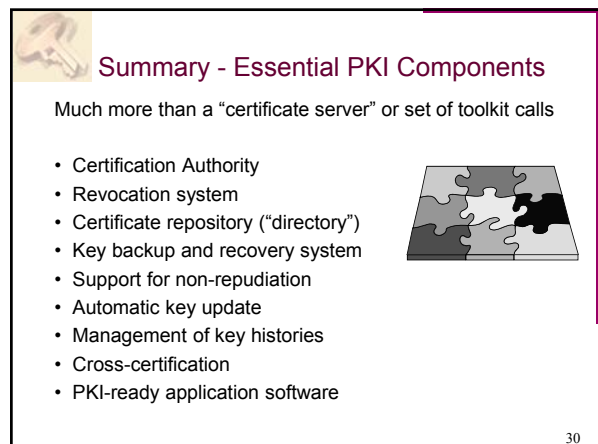 Summary - Essential PKI Components
Much more than a “certificate server” or set of toolkit calls
• Certification Authority
• Revocation system
• Certificate repository (“directory”)
• Key backup and recovery system
• Support for non-repudiation
• Automatic key update
• Management of key histories
• Cross-certification
• PKI-ready application software
30